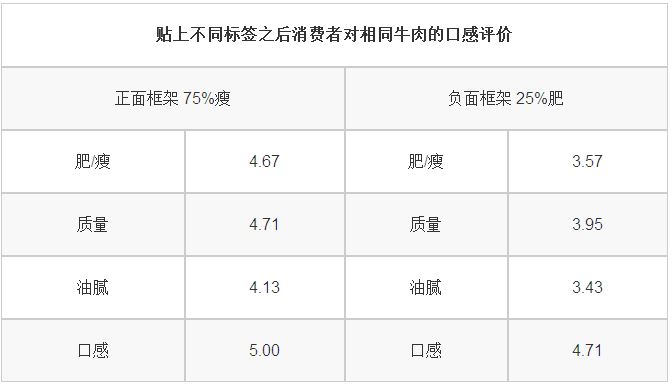 贴上不同标签之后消费者对相同牛肉的口感评价
正面框架 75%瘦 负面框架 25%肥
肥/瘦 4.67 肥/瘦 3.57
质量 4.71 质量 3.95
油腻 4.13 油腻 3.43
口感 5.00 口感 4.71